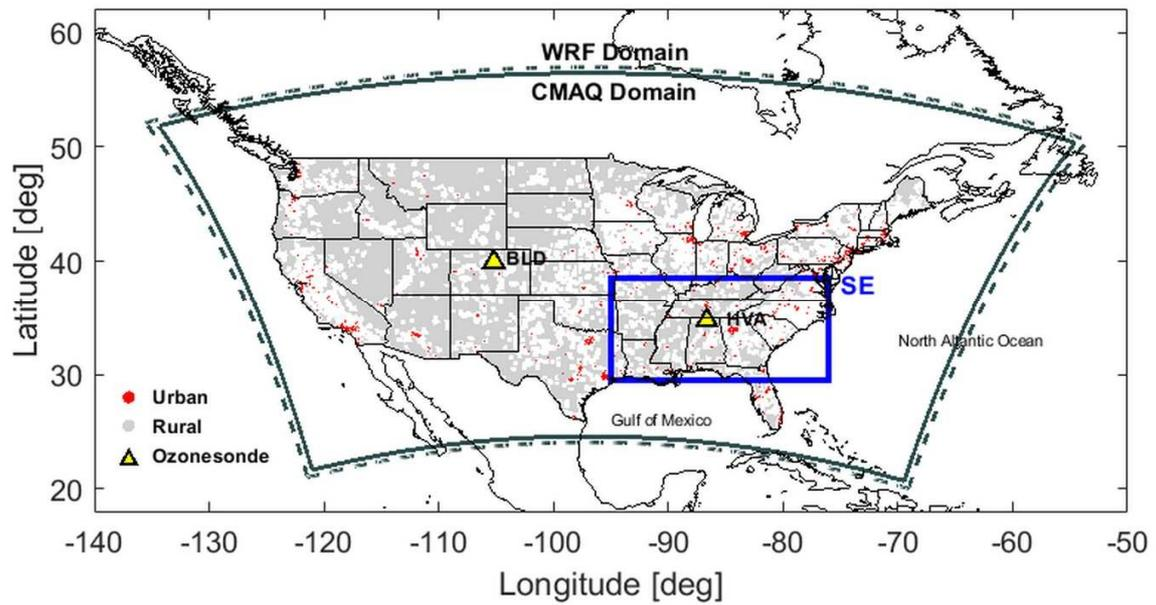 60
50
40
30
20
Latitude [deg]
WRF Domain
CMAQ Domain
BLD
SE
HVA
North Atlantic Ocean
Gulf of Mexico
Urban
Rural
Ozonesonde
-140 -130 -120 -110 -100 -90 -80 -70 -60 -50
Longitude [deg]